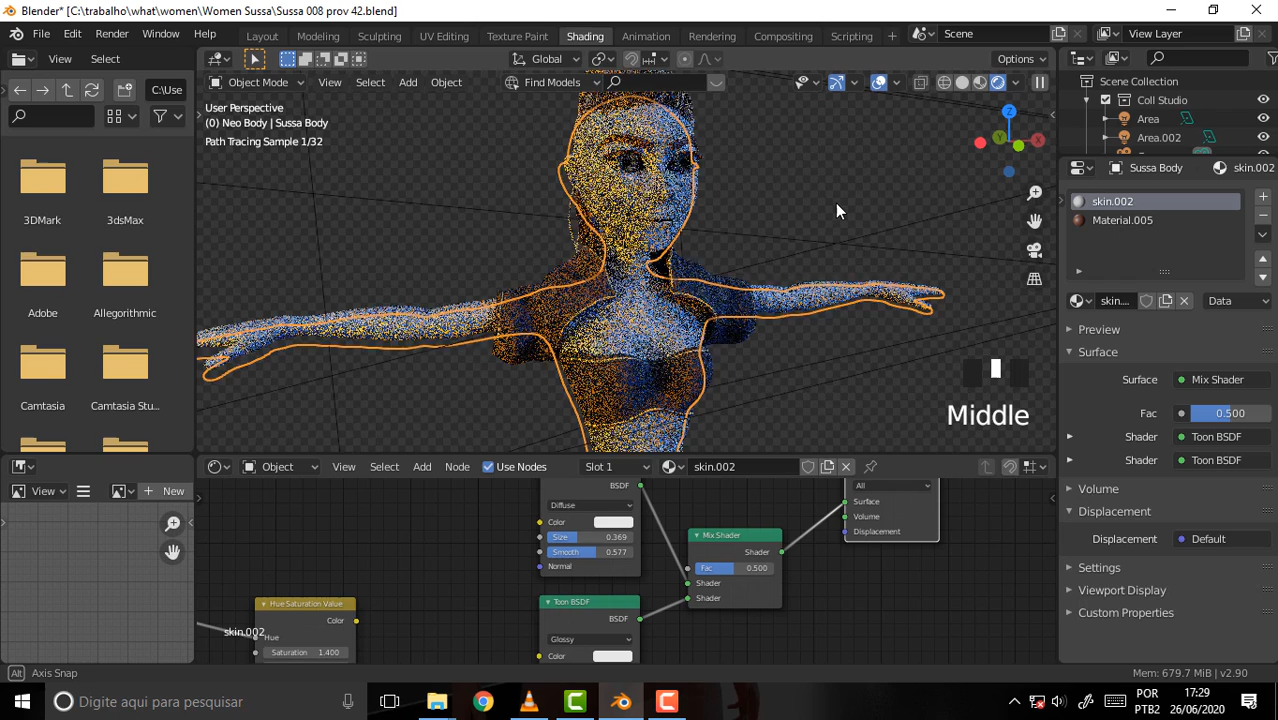 Blender* [C:\trabalho\what\women\Women Sussa\Sussa 008 prov 42.blend]
File Edit Render Window Help Layout Modeling Sculpting UV Editing Texture Paint Shading Animation Rendering Compositing Scripting + Scene View Layer
View Select Global Options
C:\Use Object Mode View Select Add Object Find Models
User Perspective
(0) Neo Body | Sussa Body
Path Tracing Sample 1/32
Scene Collection
Coll Studio
Area
Area.002
3DMark 3dsMax
Adobe Allegorithmic
Camtasia Camtasia Stu...
Middle
Sussa Body skin.002
skin.002
Material.005
skin.... Data
Preview
Surface
Surface Mix Shader
Fac 0.500
Shader Toon BSDF
Shader Toon BSDF
Volume
Displacement
Displacement Default
Settings
Viewport Display
Custom Properties
Object View Select Add Node Use Nodes Slot 1 skin.002
View New
BSDF
Diffuse
Color
Size 0.369
Smooth 0.577
Normal
Toon BSDF
BSDF
Glossy
Color
Mix Shader
Shader
Fac 0.500
Shader
Shader
All
Surface
Volume
Displacement
Hue Saturation Value
Color
skin.002
Hue
Saturation 1.400
Alt Axis Snap Mem: 679.7 MiB | v2.90
Digite aqui para pesquisar
POR
PTB2
17:29
26/06/2020